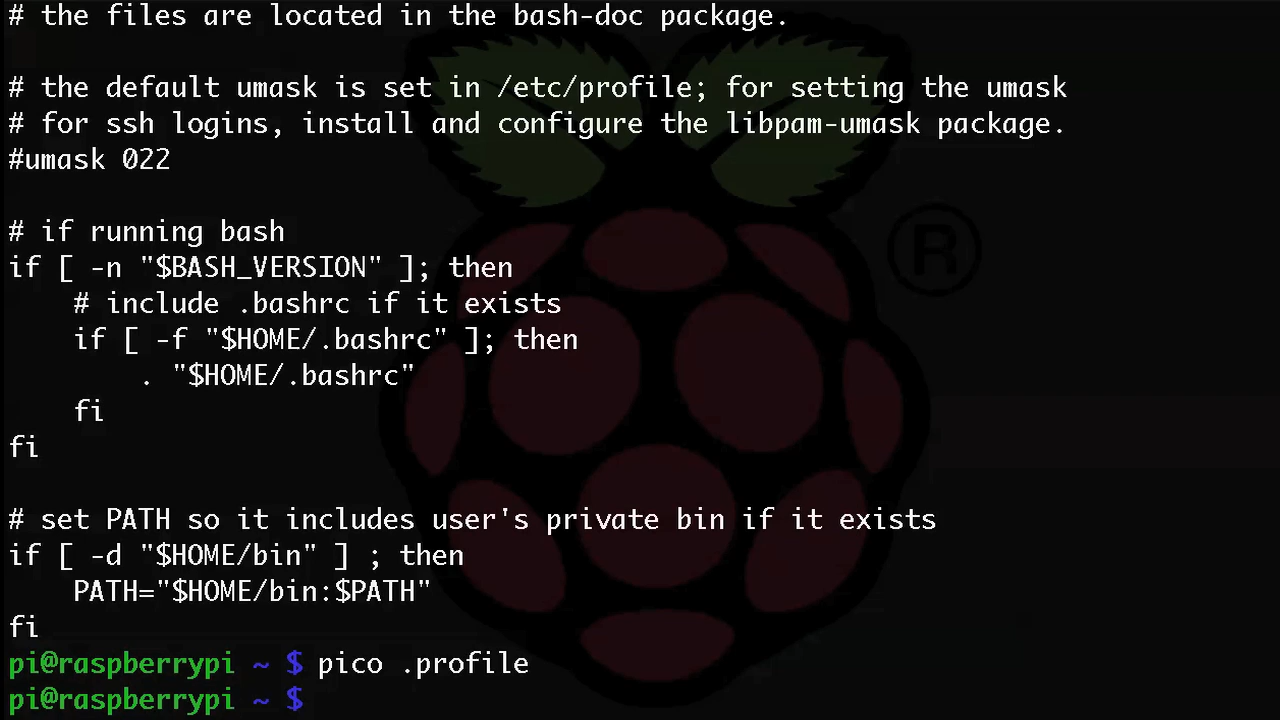 # the files are located in the bash-doc package.
# the default umask is set in /etc/profile; for setting the umask
# for ssh logins, install and configure the libpam-umask package.
#umask 022
# if running bash
if [ -n "$BASH_VERSION" ]; then
    # include .bashrc if it exists
    if [ -f "$HOME/.bashrc" ]; then
        . "$HOME/.bashrc"
    fi
fi
# set PATH so it includes user's private bin if it exists
if [ -d "$HOME/bin" ] ; then
    PATH="$HOME/bin:$PATH"
fi
pi@raspberrypi ~ $ pico .profile
pi@raspberrypi ~ $
®